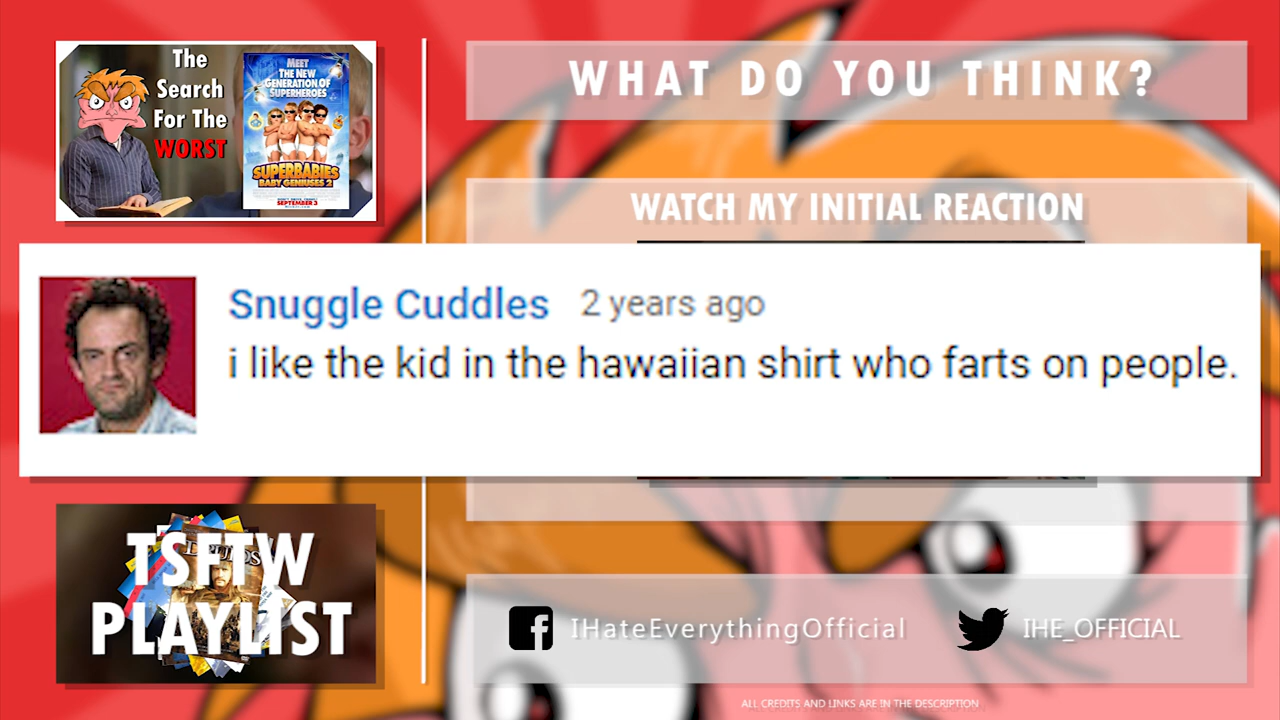 The
Search
For The
WORST
MEET
THE NEW
GENERATION OF
SUPERHEROES
SUPERBABIES
BABY GENIUSES 2
SEPTEMBER 3
WHAT DO YOU THINK?
WATCH MY INITIAL REACTION
Snuggle Cuddles 2 years ago
i like the kid in the hawaiian shirt who farts on people.
TSFTW
PLAYLIST
IHateEverythingOfficial
IHE_OFFICIAL
ALL CREDITS AND LINKS ARE IN THE DESCRIPTION